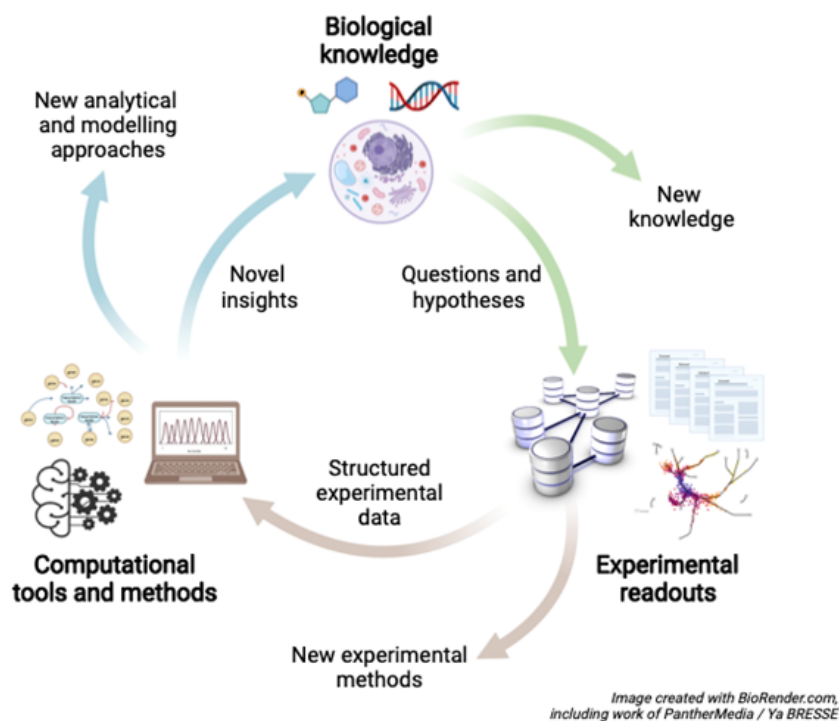 Biological
knowledge
New analytical
and modelling
approaches
New
knowledge
Novel
insights
Questions and
hypotheses
Structured
experimental
data
Computational
tools and methods
Experimental
readouts
New experimental
methods
Image created with BioRender.com,
including work of PantherMedia / Ya BRESSE